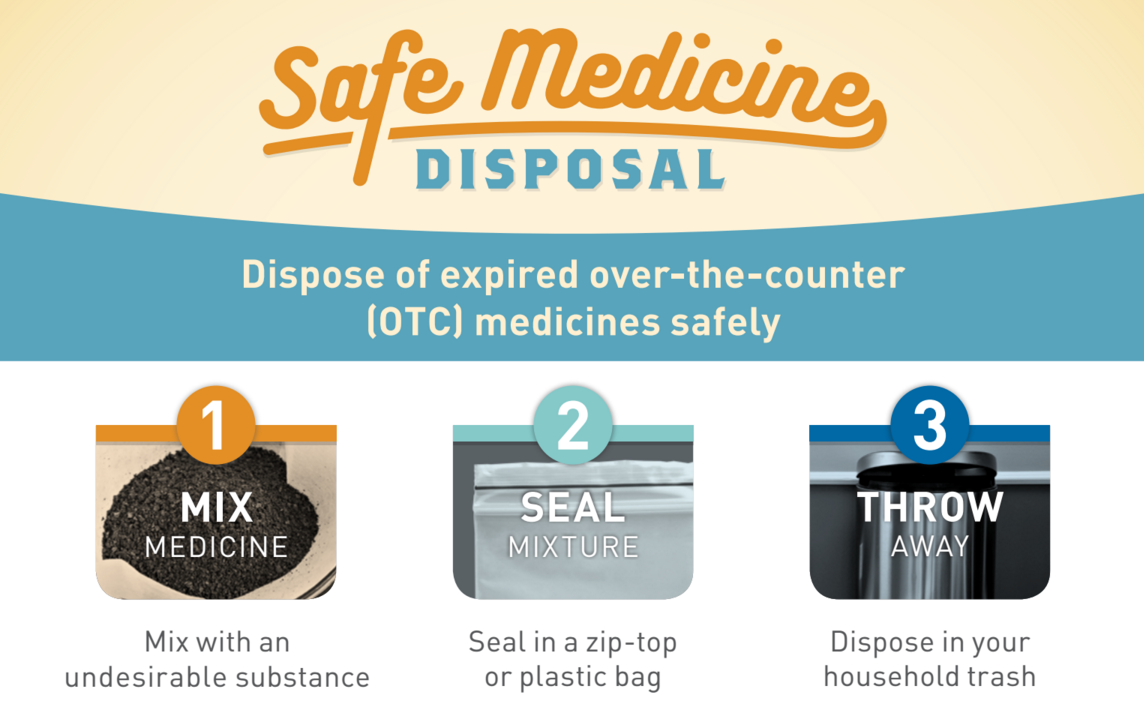 Safe Medicine
DISPOSAL
Dispose of expired over-the-counter
(OTC) medicines safely
1
MIX
MEDICINE
Mix with an
undesirable substance
2
SEAL
MIXTURE
Seal in a zip-top
or plastic bag
3
THROW
AWAY
Dispose in your
household trash